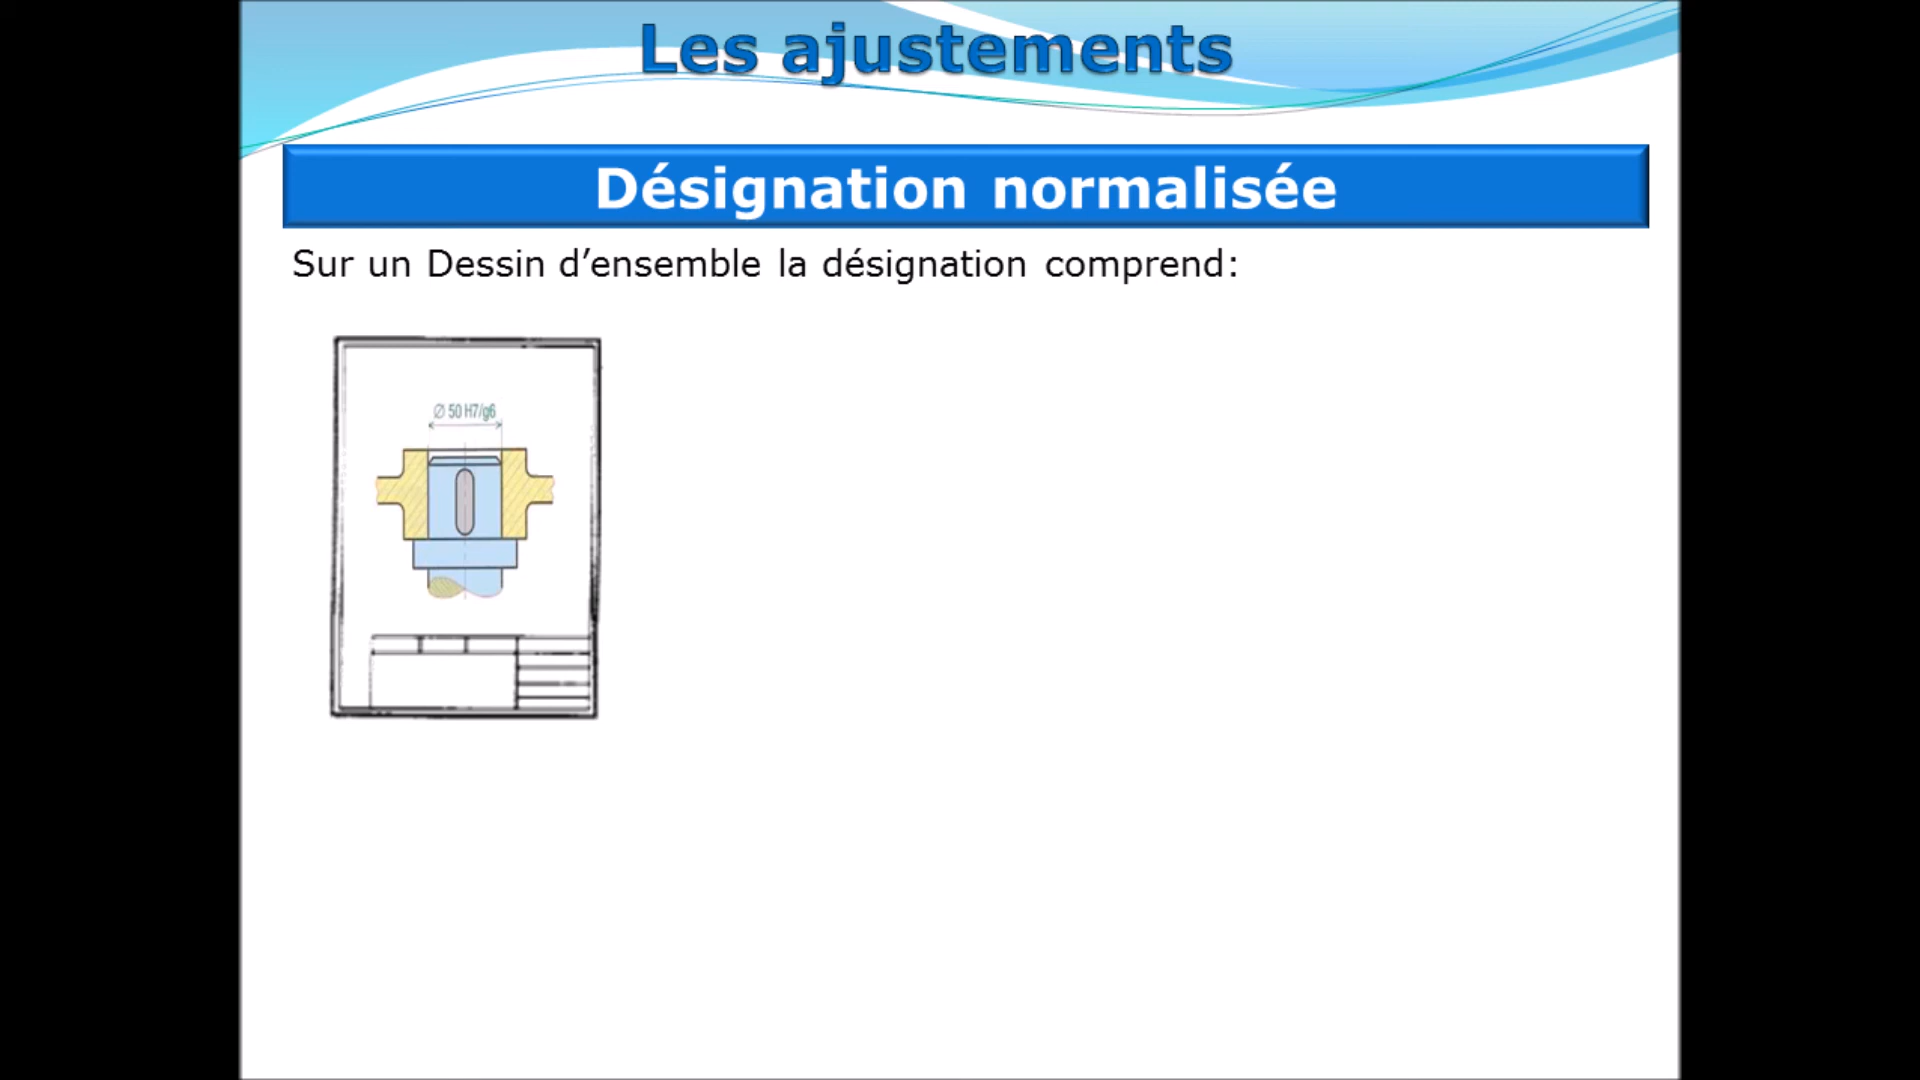 Les ajustements
Désignation normalisée
Sur un Dessin d’ensemble la désignation comprend:
∅ 50 H7/g6